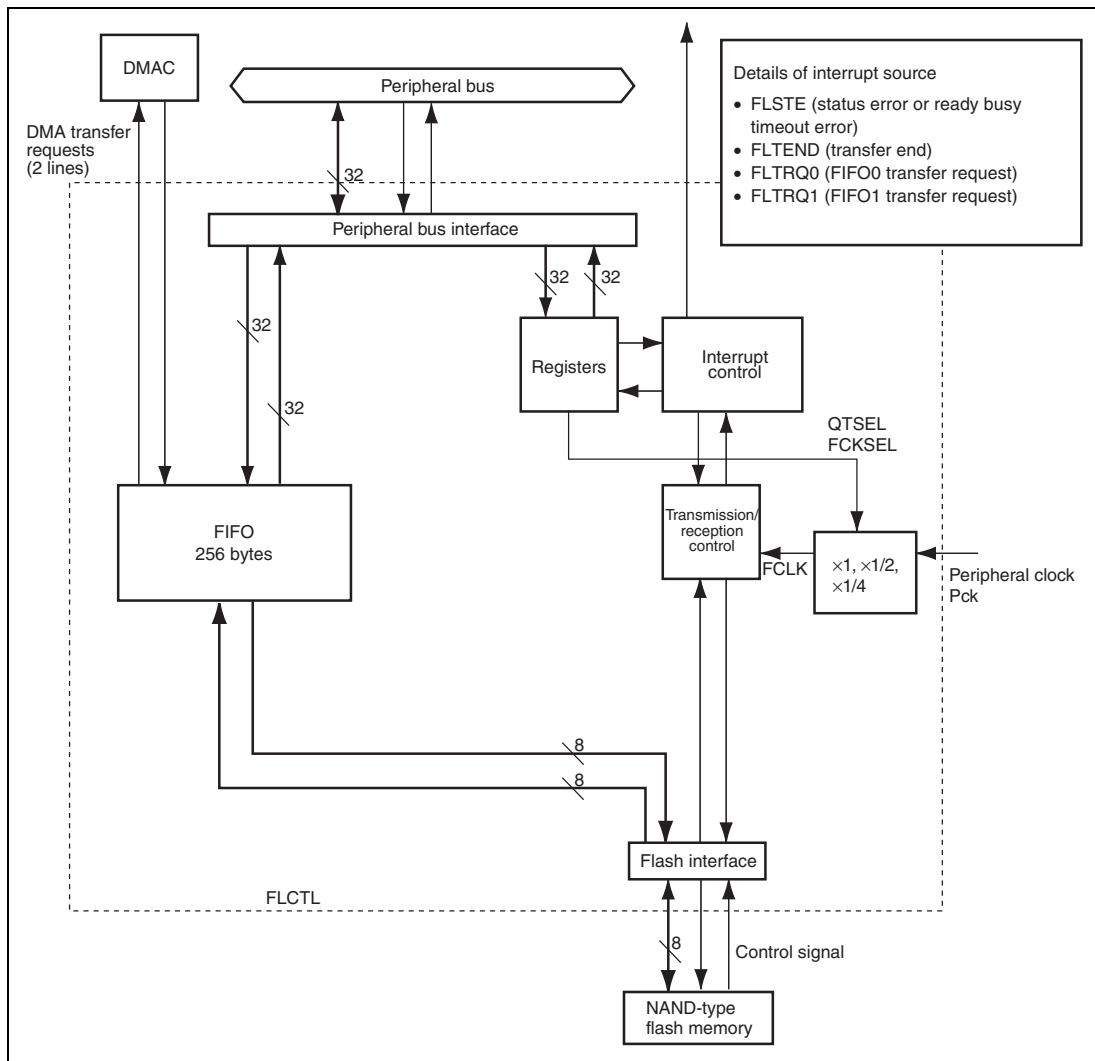 DMAC
Peripheral bus
Details of interrupt source
• FLSTE (status error or ready busy
timeout error)
• FLTEND (transfer end)
• FLTRQ0 (FIFO0 transfer request)
• FLTRQ1 (FIFO1 transfer request)
DMA transfer
requests
(2 lines)
32
Peripheral bus interface
32
32
32
32
Registers
Interrupt
control
QTSEL
FCKSEL
FIFO
256 bytes
Transmission/
reception
control
FCLK
×1, ×1/2,
×1/4
Peripheral clock
Pck
8
8
Flash interface
FLCTL
8
Control signal
NAND-type
flash memory